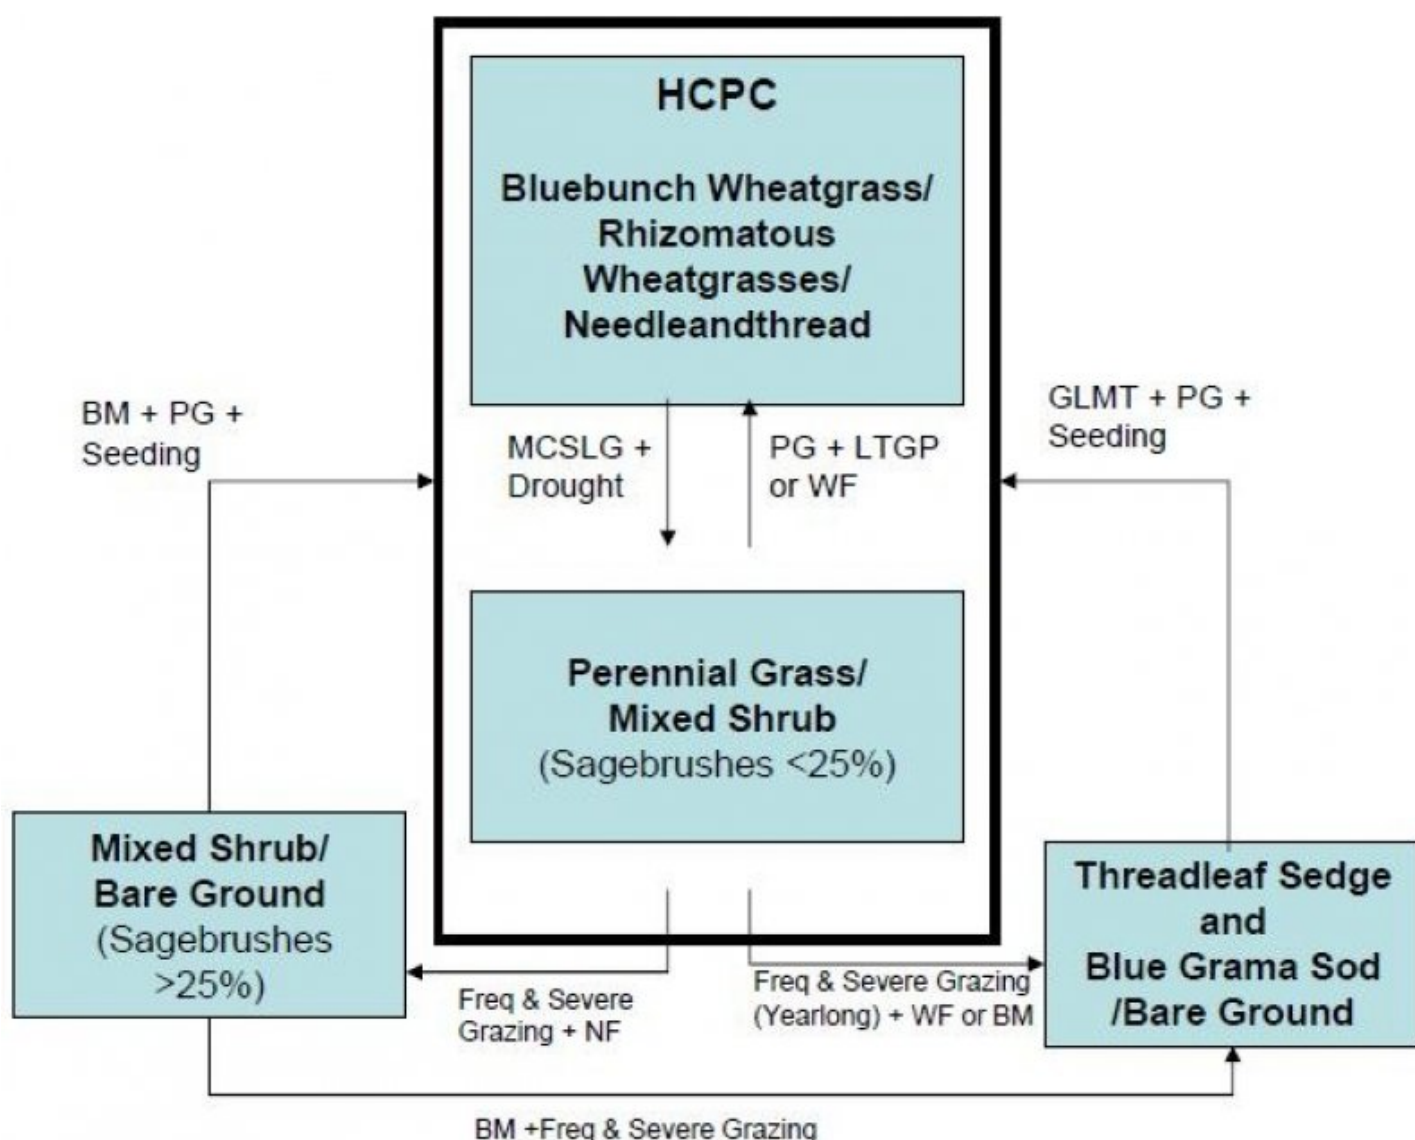 HCPC
Bluebunch Wheatgrass/
Rhizomatous
Wheatgrasses/
Needleandthread
BM + PG +
Seeding
MCSLG +
Drought
PG + LTGP
or WF
GLMT + PG +
Seeding
Perennial Grass/
Mixed Shrub
(Sagebrushes <25%)
Mixed Shrub/
Bare Ground
(Sagebrushes
>25%)
Threadleaf Sedge
and
Blue Grama Sod
/Bare Ground
Freq & Severe
Grazing + NF
Freq & Severe Grazing
(Yearlong) + WF or BM
BM +Freq & Severe Grazing